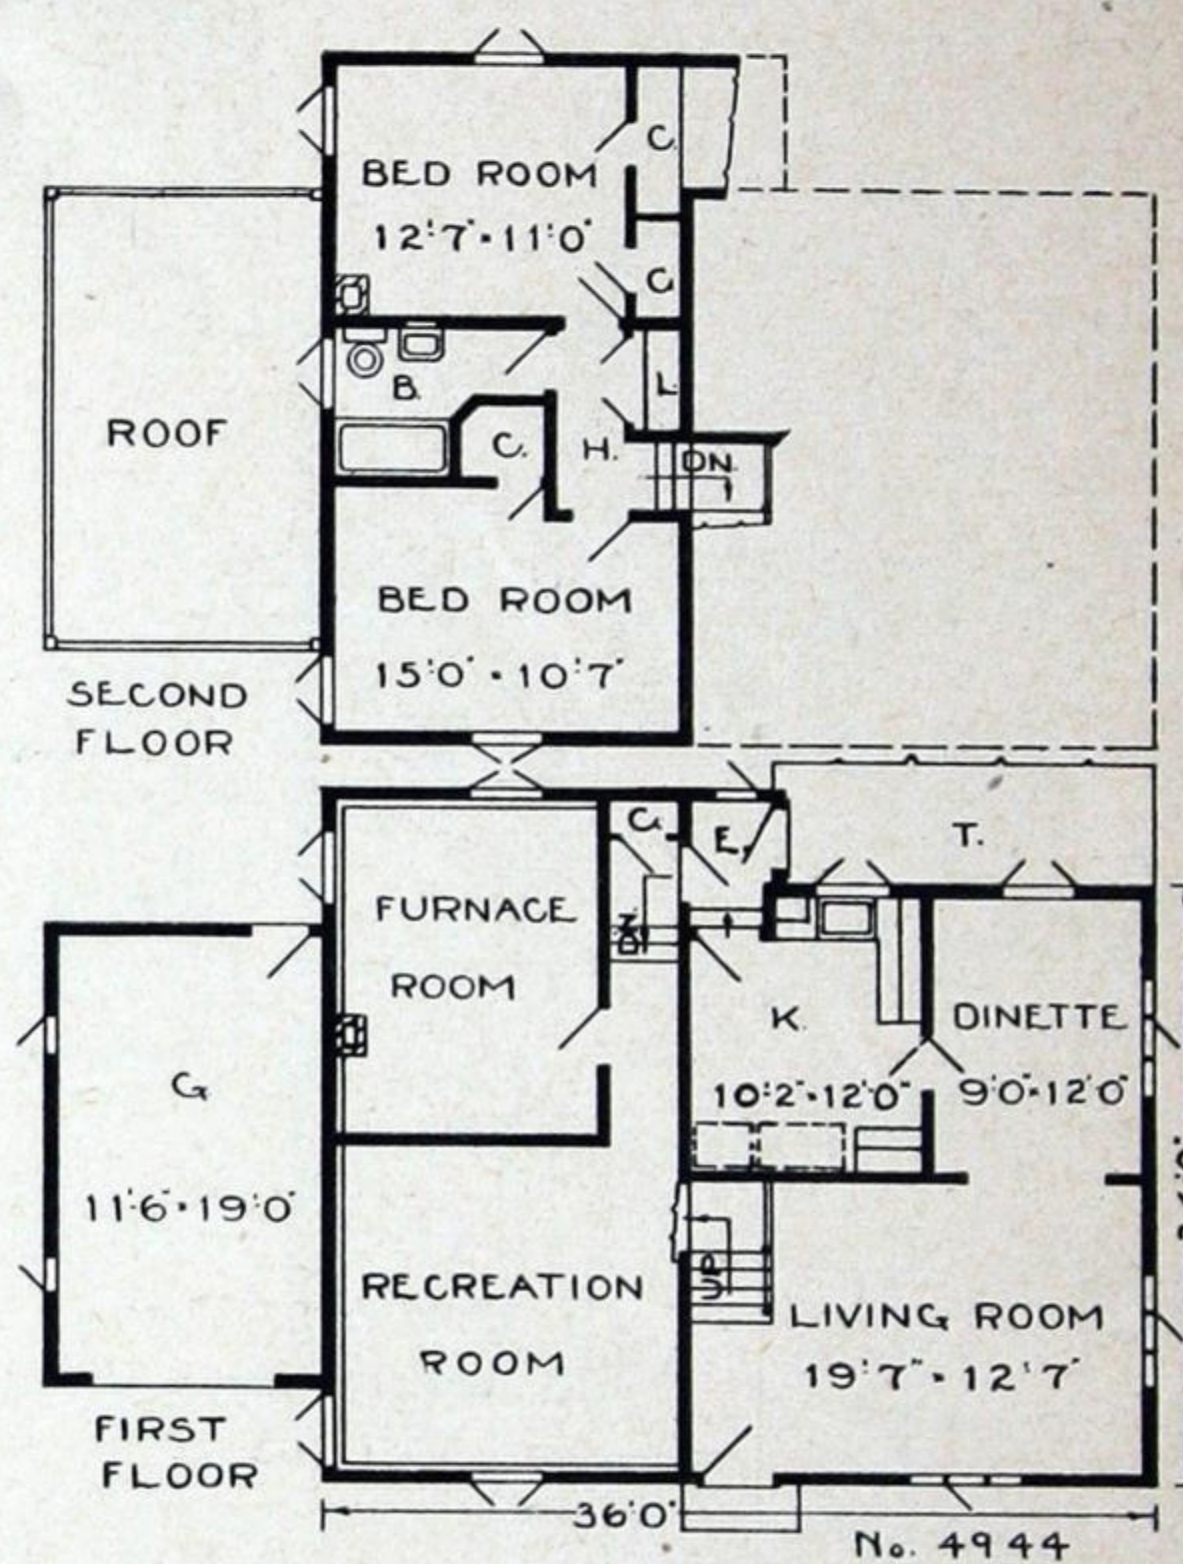 BED ROOM
12'-7" · 11'-0"
C.
C.
ROOF
B.
C.
H.
L.
DN.
BED ROOM
15'-0" · 10'-7"
SECOND
FLOOR
C.
E.
T.
FURNACE
ROOM
DN
K.
DINETTE
10'-2" · 12'-0"
9'-0" · 12'-0"
G
11'-6" · 19'-0"
RECREATION
ROOM
UP
LIVING ROOM
19'-7" · 12'-7"
FIRST
FLOOR
36'-0"
No. 4944